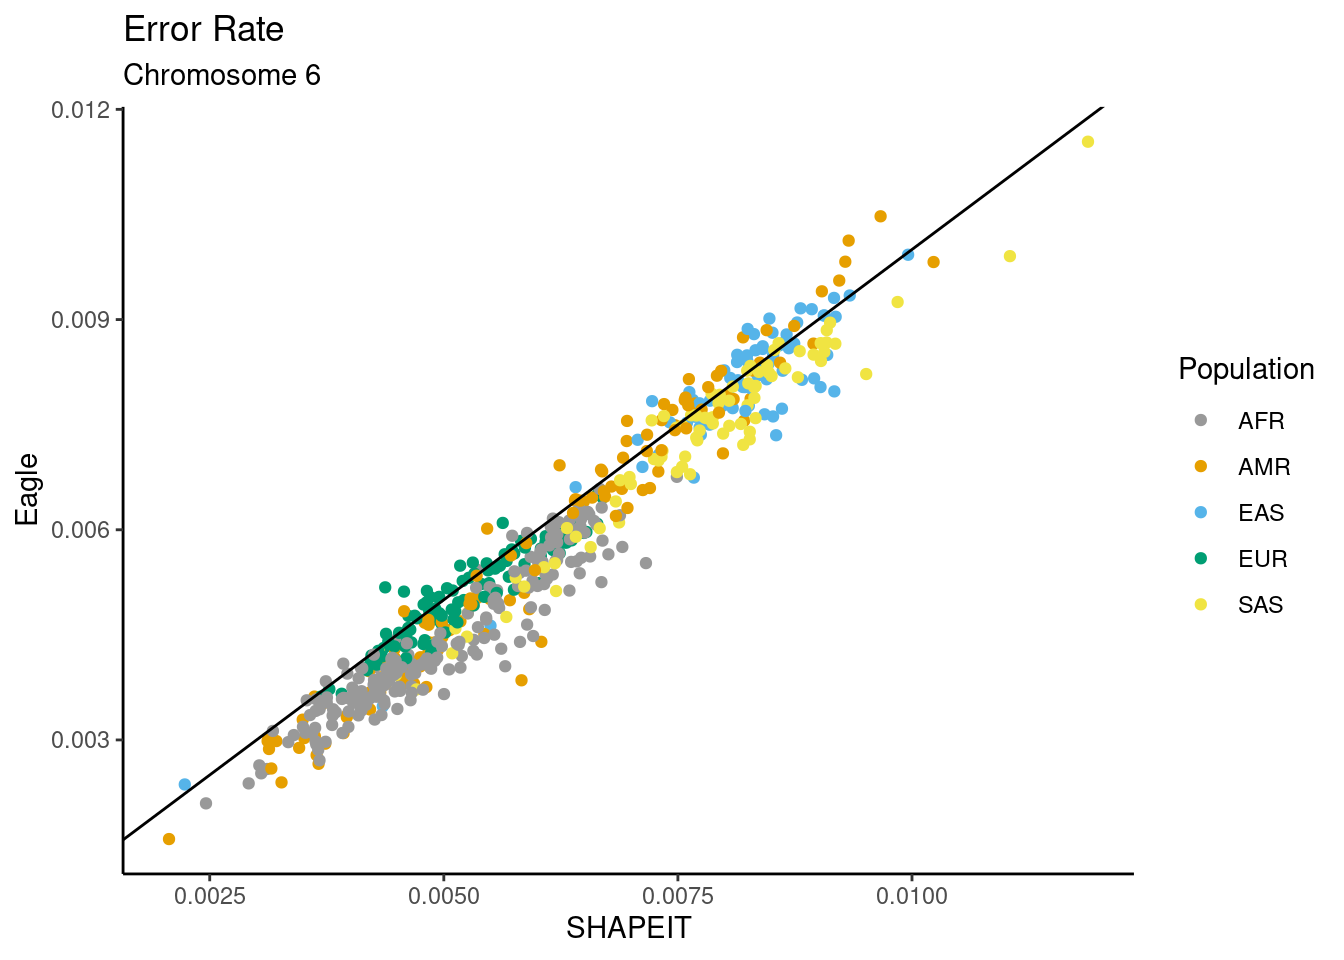 Error Rate
Chromosome 6
0.012
0.009
0.006
0.003
Eagle
0.0025 0.0050 0.0075 0.0100
SHAPEIT
Population
AFR
AMR
EAS
EUR
SAS